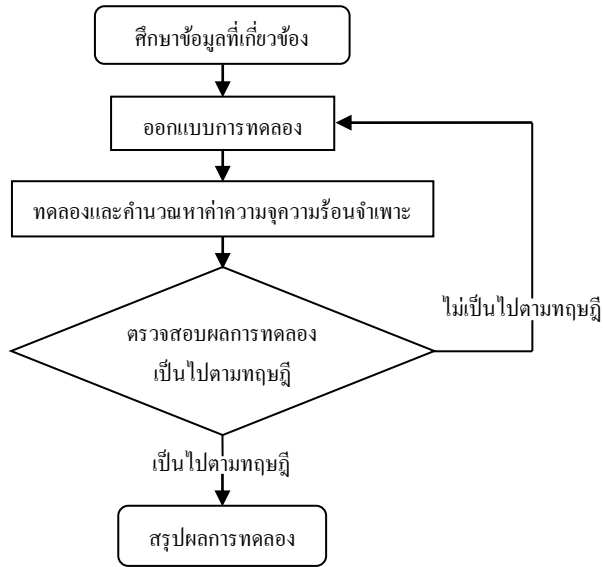 ศึกษาข้อมูลที่เกี่ยวข้อง
ออกแบบการทดลอง
ทดลองและคำนวณหาค่าความจุความร้อนจำเพาะ
ตรวจสอบผลการทดลอง
เป็นไปตามทฤษฎี
ไม่เป็นไปตามทฤษฎี
เป็นไปตามทฤษฎี
สรุปผลการทดลอง